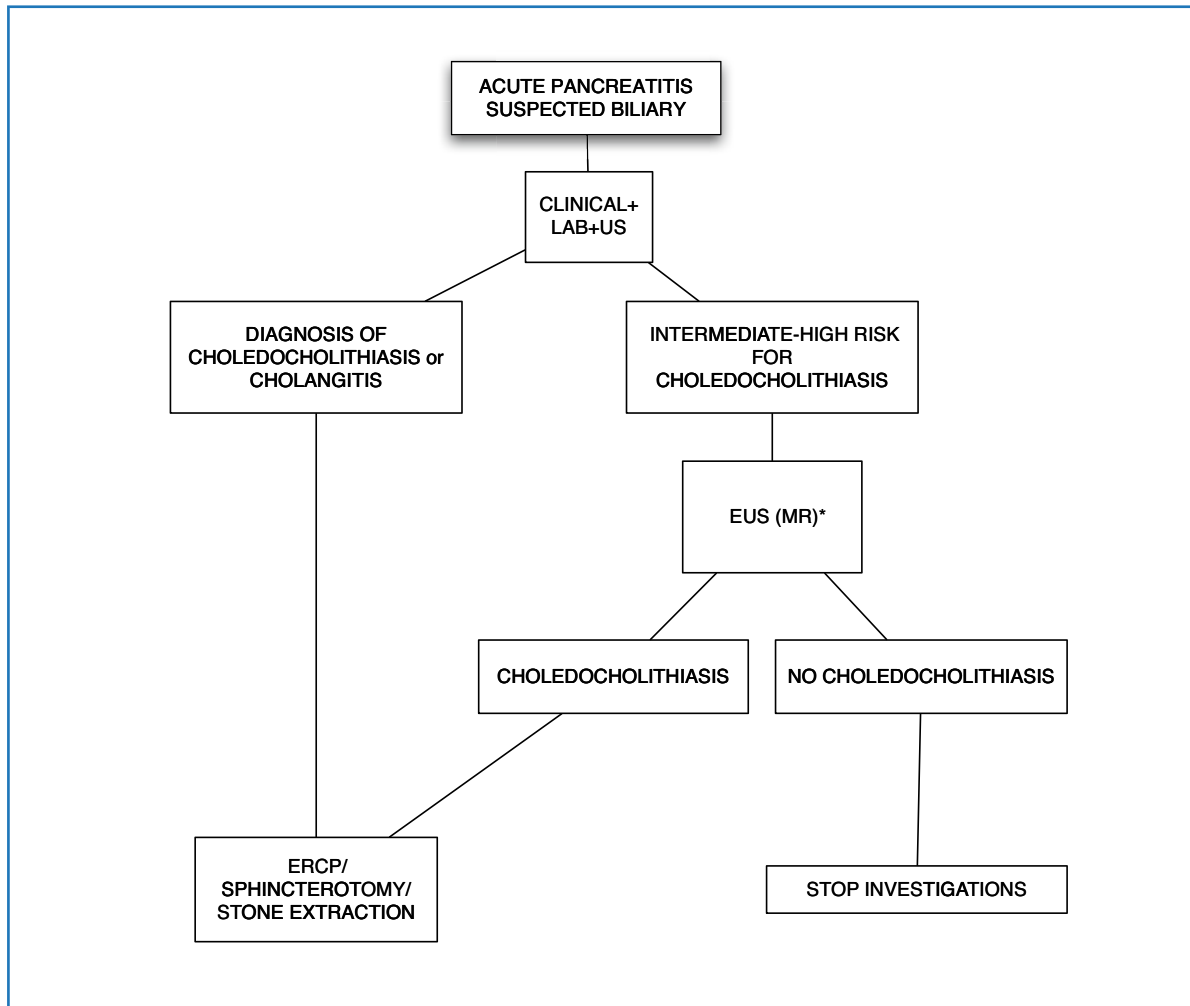 ACUTE PANCREATITIS
SUSPECTED BILIARY
CLINICAL+
LAB+US
DIAGNOSIS OF
CHOLEDOCHOLITHIASIS or
CHOLANGITIS
INTERMEDIATE-HIGH RISK
FOR
CHOLEDOCHOLITHIASIS
EUS (MR)*
CHOLEDOCHOLITHIASIS
NO CHOLEDOCHOLITHIASIS
ERCP/
SPHINCTEROTOMY/
STONE EXTRACTION
STOP INVESTIGATIONS